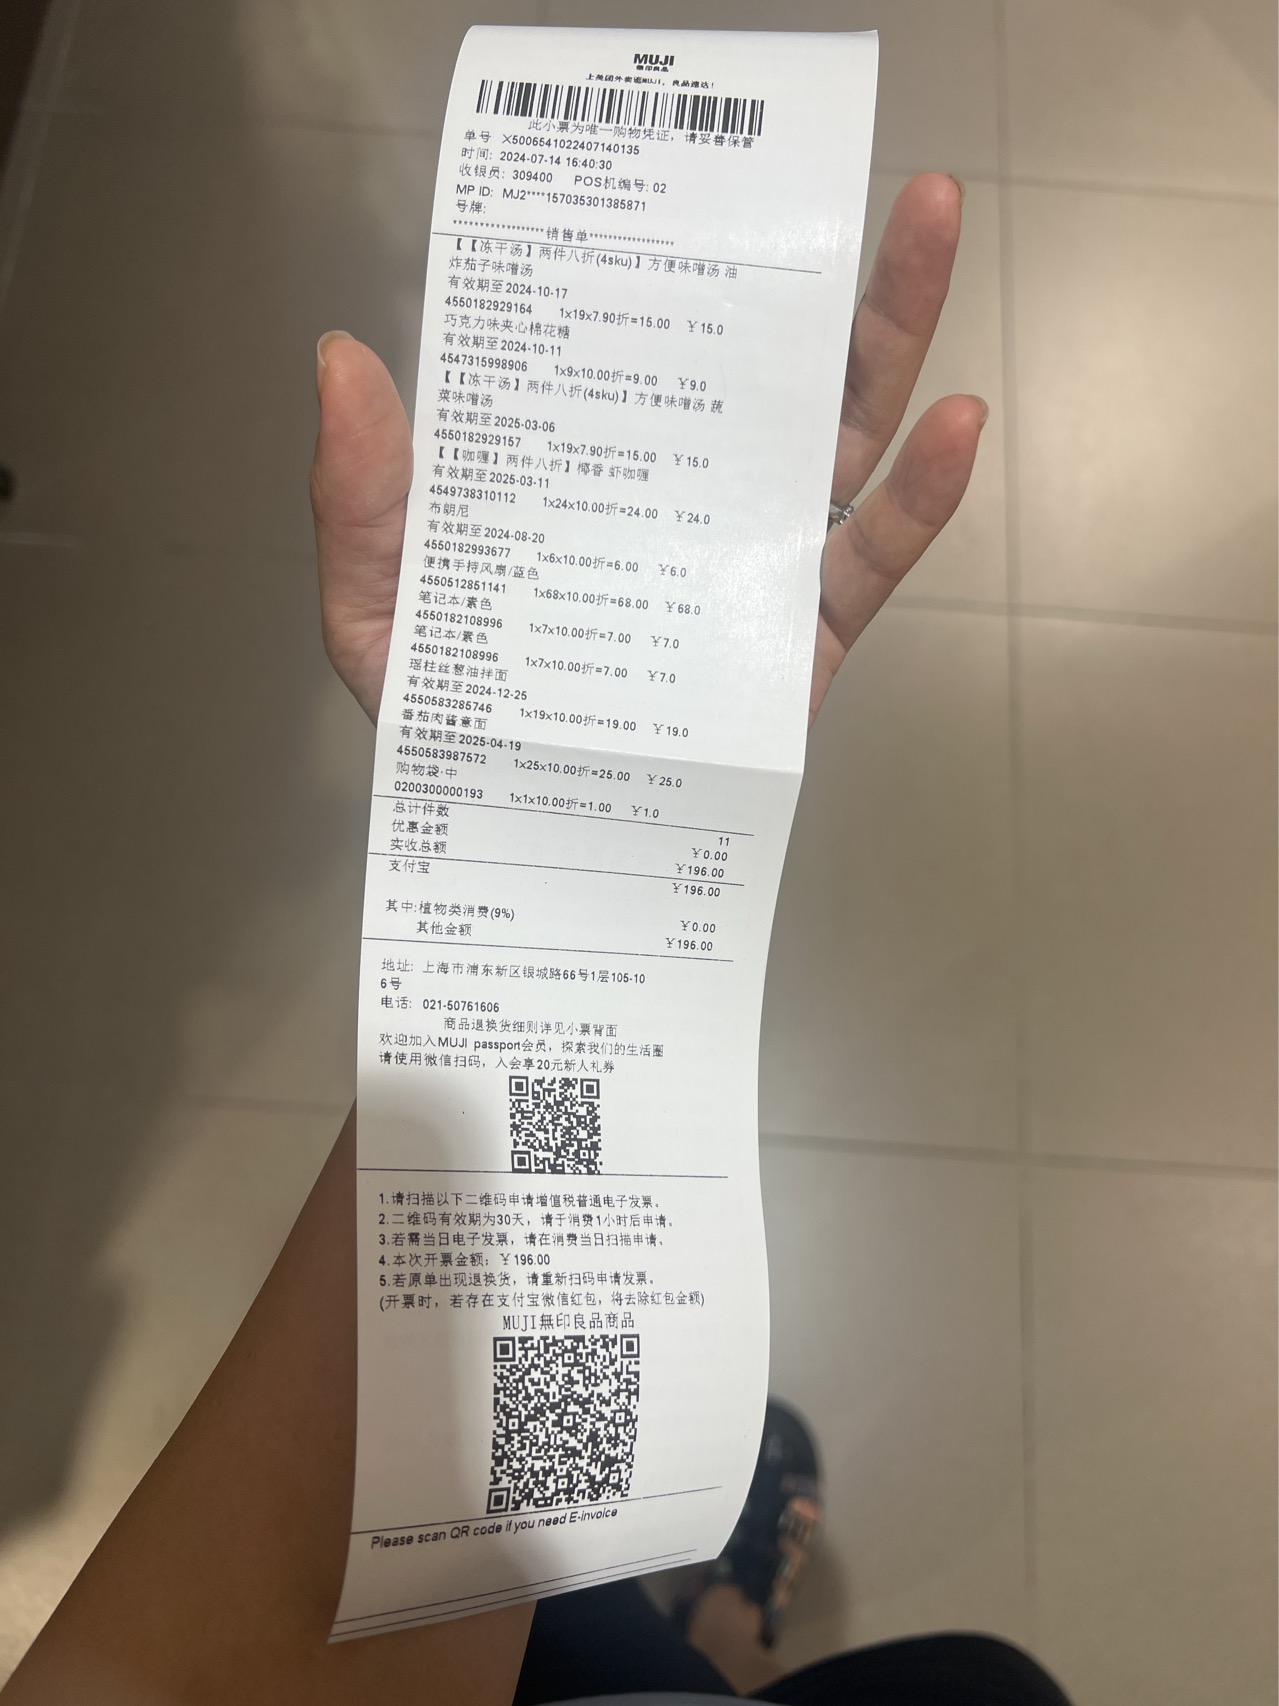 MUJI
無印良品
上美团外卖逛MUJI，良品速达！
此小票为唯一购物凭证，请妥善保管
单号 X5006541022407140135
时间: 2024-07-14 16:40:30
收银员: 309400 POS机编号: 02
MP ID: MJ2****157035301385871
号牌:
******************销售单*****************
【【冻干汤】两件八折(4sku)】方便味噌汤 油
炸茄子味噌汤
有效期至2024-10-17
4550182929164 1x19x7.90折=15.00 ￥15.0
巧克力味夹心棉花糖
有效期至2024-10-11
4547315998906 1x9x10.00折=9.00 ￥9.0
【【冻干汤】两件八折(4sku)】方便味噌汤 蔬
菜味噌汤
有效期至2025-03-06
4550182929157 1x19x7.90折=15.00 ￥15.0
【【咖喱】两件八折】椰香 虾咖喱
有效期至2025-03-11
4549738310112 1x24x10.00折=24.00 ￥24.0
布朗尼
有效期至2024-08-20
4550182993677 1x6x10.00折=6.00 ￥6.0
便携手持风扇/蓝色
4550512851141 1x68x10.00折=68.00 ￥68.0
笔记本/素色
4550182108996 1x7x10.00折=7.00 ￥7.0
笔记本/素色
4550182108996 1x7x10.00折=7.00 ￥7.0
瑶柱丝葱油拌面
有效期至2024-12-25
4550583285746 1x19x10.00折=19.00 ￥19.0
番茄肉酱意面
有效期至2025-04-19
4550583987572 1x25x10.00折=25.00 ￥25.0
购物袋·中
0200300000193 1x1x10.00折=1.00 ￥1.0
总计件数 11
优惠金额 ￥0.00
实收总额 ￥196.00
支付宝 ￥196.00
其中:植物类消费(9%) ￥0.00
其他金额 ￥196.00
地址: 上海市浦东新区银城路66号1层105-10
6号
电话: 021-50761606
商品退换货细则详见小票背面
欢迎加入MUJI passport会员，探索我们的生活圈
请使用微信扫码，入会享20元新人礼券
1.请扫描以下二维码申请增值税普通电子发票。
2.二维码有效期为30天，请于消费1小时后申请。
3.若需当日电子发票，请在消费当日扫描申请。
4.本次开票金额: ￥196.00
5.若原单出现退换货，请重新扫码申请发票。
(开票时，若存在支付宝微信红包，将去除红包金额)
MUJI無印良品商品
Please scan QR code if you need E-invoice